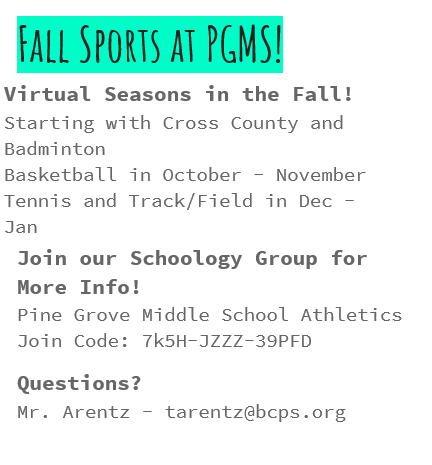 Fall Sports at PGMS!
Virtual Seasons in the Fall!
Starting with Cross County and
Badminton
Basketball in October - November
Tennis and Track/Field in Dec -
Jan
Join our Schoology Group for
More Info!
Pine Grove Middle School Athletics
Join Code: 7k5H-JZZZ-39PFD
Questions?
Mr. Arentz - tarentz@bcps.org